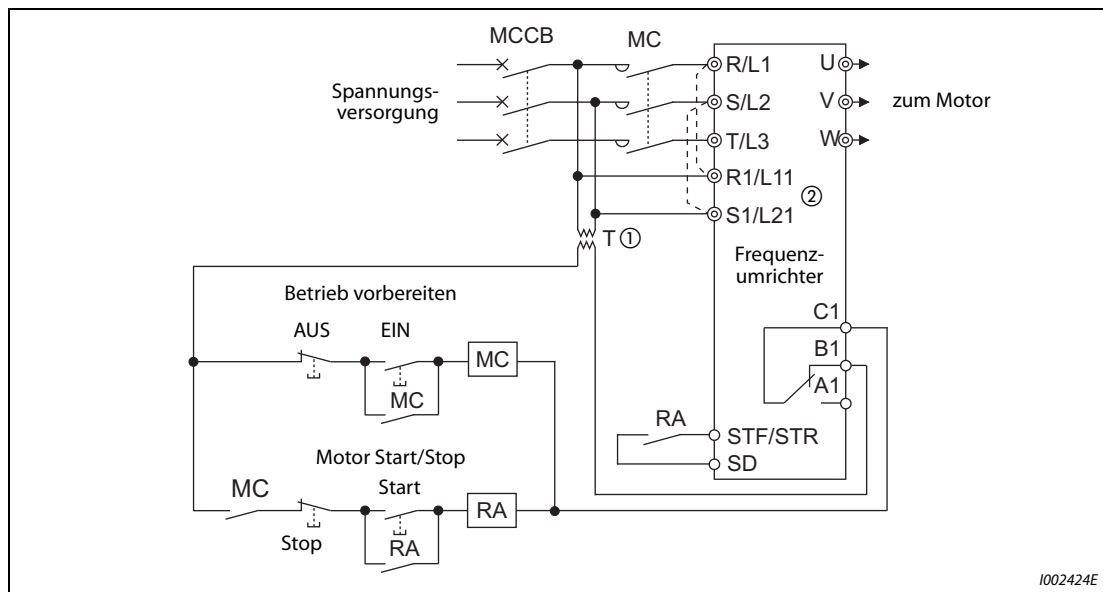 MCCB
MC
Spannungs-
versorgung
R/L1
S/L2
T/L3
R1/L11
S1/L21
②
U
V
W
zum Motor
T ①
Frequenz-
umrichter
Betrieb vorbereiten
AUS
EIN
MC
MC
C1
B1
A1
RA
STF/STR
SD
Motor Start/Stop
MC
Start
RA
Stop
RA
I002424E